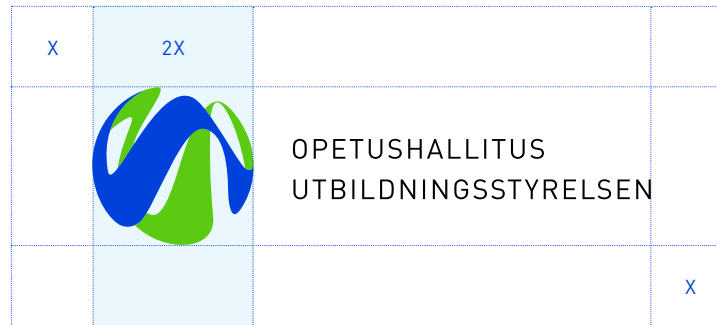 X 2X
OPETUSHALLITUS
UTBILDNINGSSTYRELSEN
X